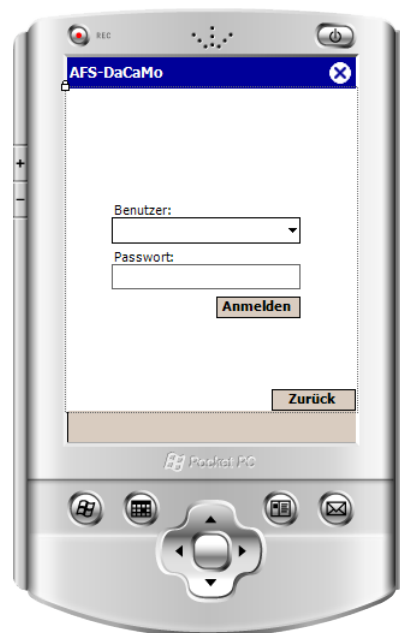 REC
AFS-DaCaMo
Benutzer:
Passwort:
Anmelden
Zurück
Pocket PC
+
-